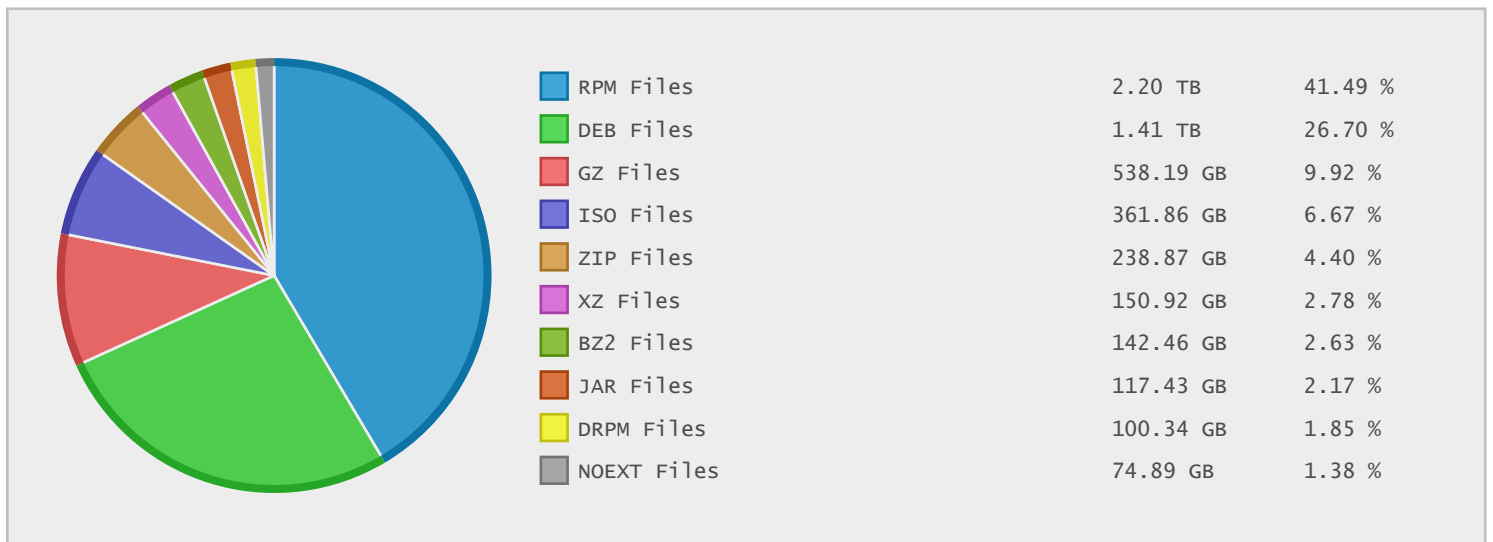 RPM Files 2.20 TB 41.49 %
DEB Files 1.41 TB 26.70 %
GZ Files 538.19 GB 9.92 %
ISO Files 361.86 GB 6.67 %
ZIP Files 238.87 GB 4.40 %
XZ Files 150.92 GB 2.78 %
BZ2 Files 142.46 GB 2.63 %
JAR Files 117.43 GB 2.17 %
DRPM Files 100.34 GB 1.85 %
NOEXT Files 74.89 GB 1.38 %